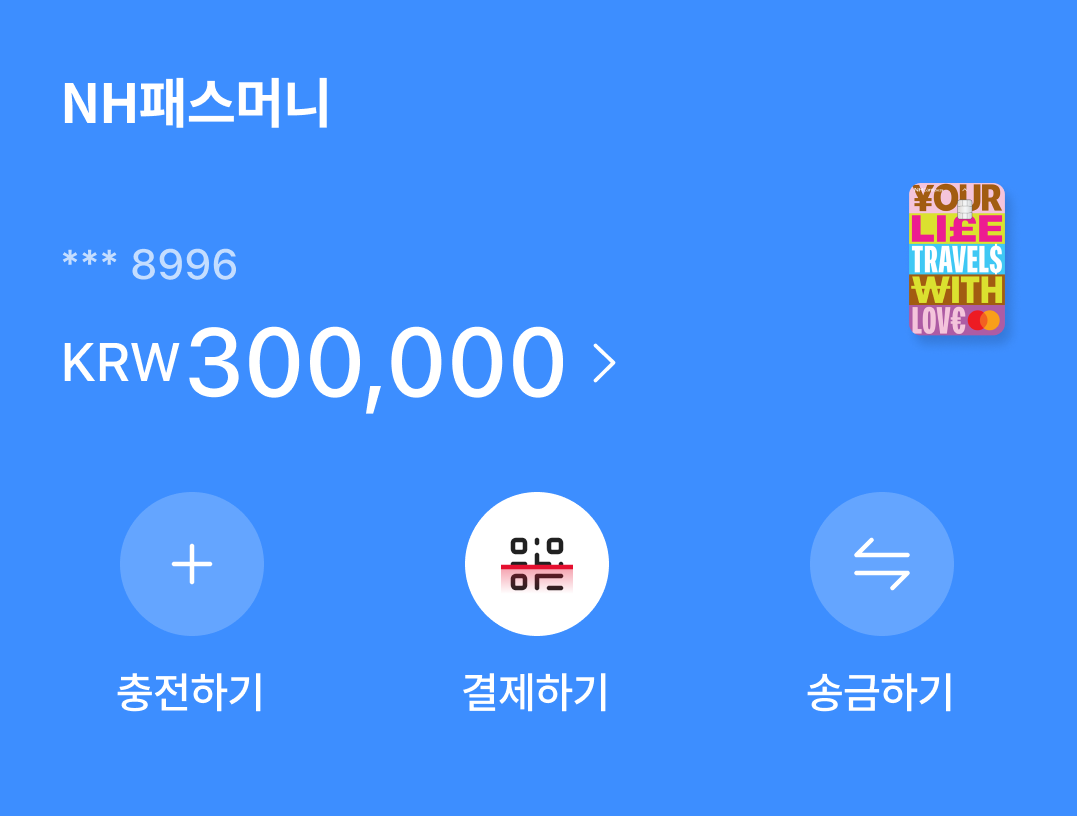 NH패스머니
*** 8996
KRW 300,000
¥OUR
LI£E
TRAVEL$
₩ITH
LOV€
충전하기
결제하기
송금하기